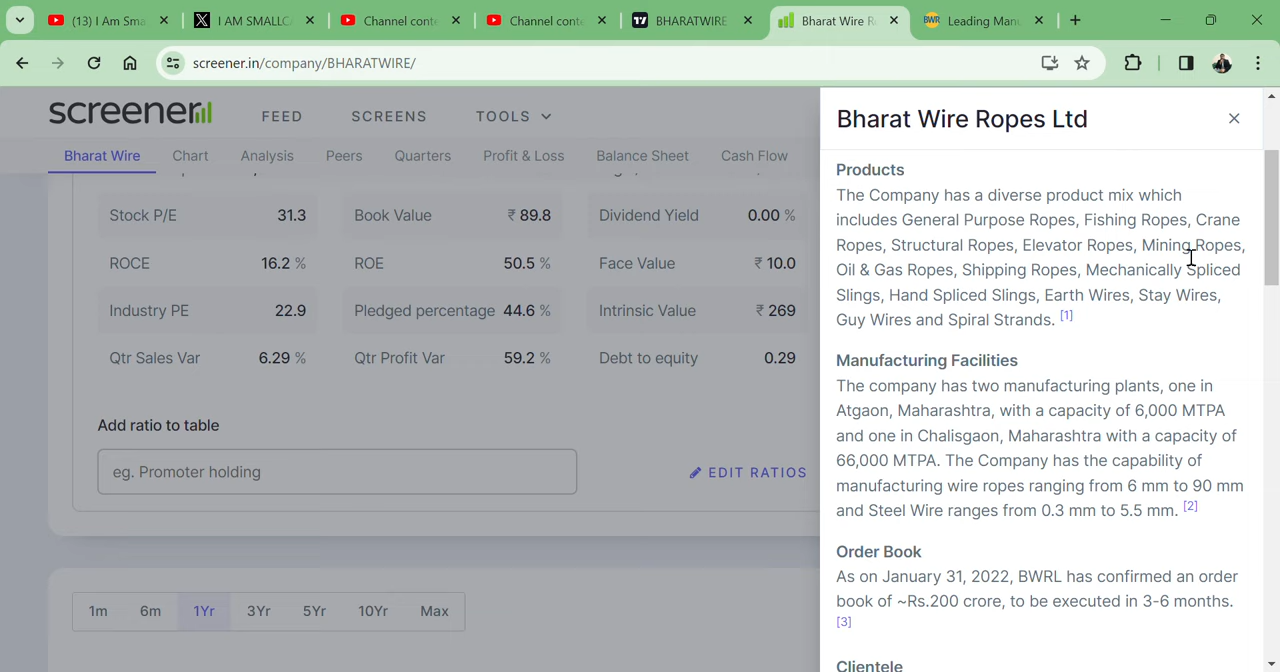 (13) I Am Sma
I AM SMALLC
Channel conte
Channel conte
BHARATWIRE
Bharat Wire R
BWR Leading Manu
screener.in/company/BHARATWIRE/
screener
FEED SCREENS TOOLS
Bharat Wire Chart Analysis Peers Quarters Profit & Loss Balance Sheet Cash Flow
Stock P/E 31.3 Book Value ₹ 89.8 Dividend Yield 0.00 %
ROCE 16.2 % ROE 50.5 % Face Value ₹ 10.0
Industry PE 22.9 Pledged percentage 44.6 % Intrinsic Value ₹ 269
Qtr Sales Var 6.29 % Qtr Profit Var 59.2 % Debt to equity 0.29
Add ratio to table
eg. Promoter holding
EDIT RATIOS
1m 6m 1Yr 3Yr 5Yr 10Yr Max
Bharat Wire Ropes Ltd
Products
The Company has a diverse product mix which
includes General Purpose Ropes, Fishing Ropes, Crane
Ropes, Structural Ropes, Elevator Ropes, Mining Ropes,
Oil & Gas Ropes, Shipping Ropes, Mechanically Spliced
Slings, Hand Spliced Slings, Earth Wires, Stay Wires,
Guy Wires and Spiral Strands. [1]
Manufacturing Facilities
The company has two manufacturing plants, one in
Atgaon, Maharashtra, with a capacity of 6,000 MTPA
and one in Chalisgaon, Maharashtra with a capacity of
66,000 MTPA. The Company has the capability of
manufacturing wire ropes ranging from 6 mm to 90 mm
and Steel Wire ranges from 0.3 mm to 5.5 mm. [2]
Order Book
As on January 31, 2022, BWRL has confirmed an order
book of ~Rs.200 crore, to be executed in 3-6 months.
[3]
Clientele